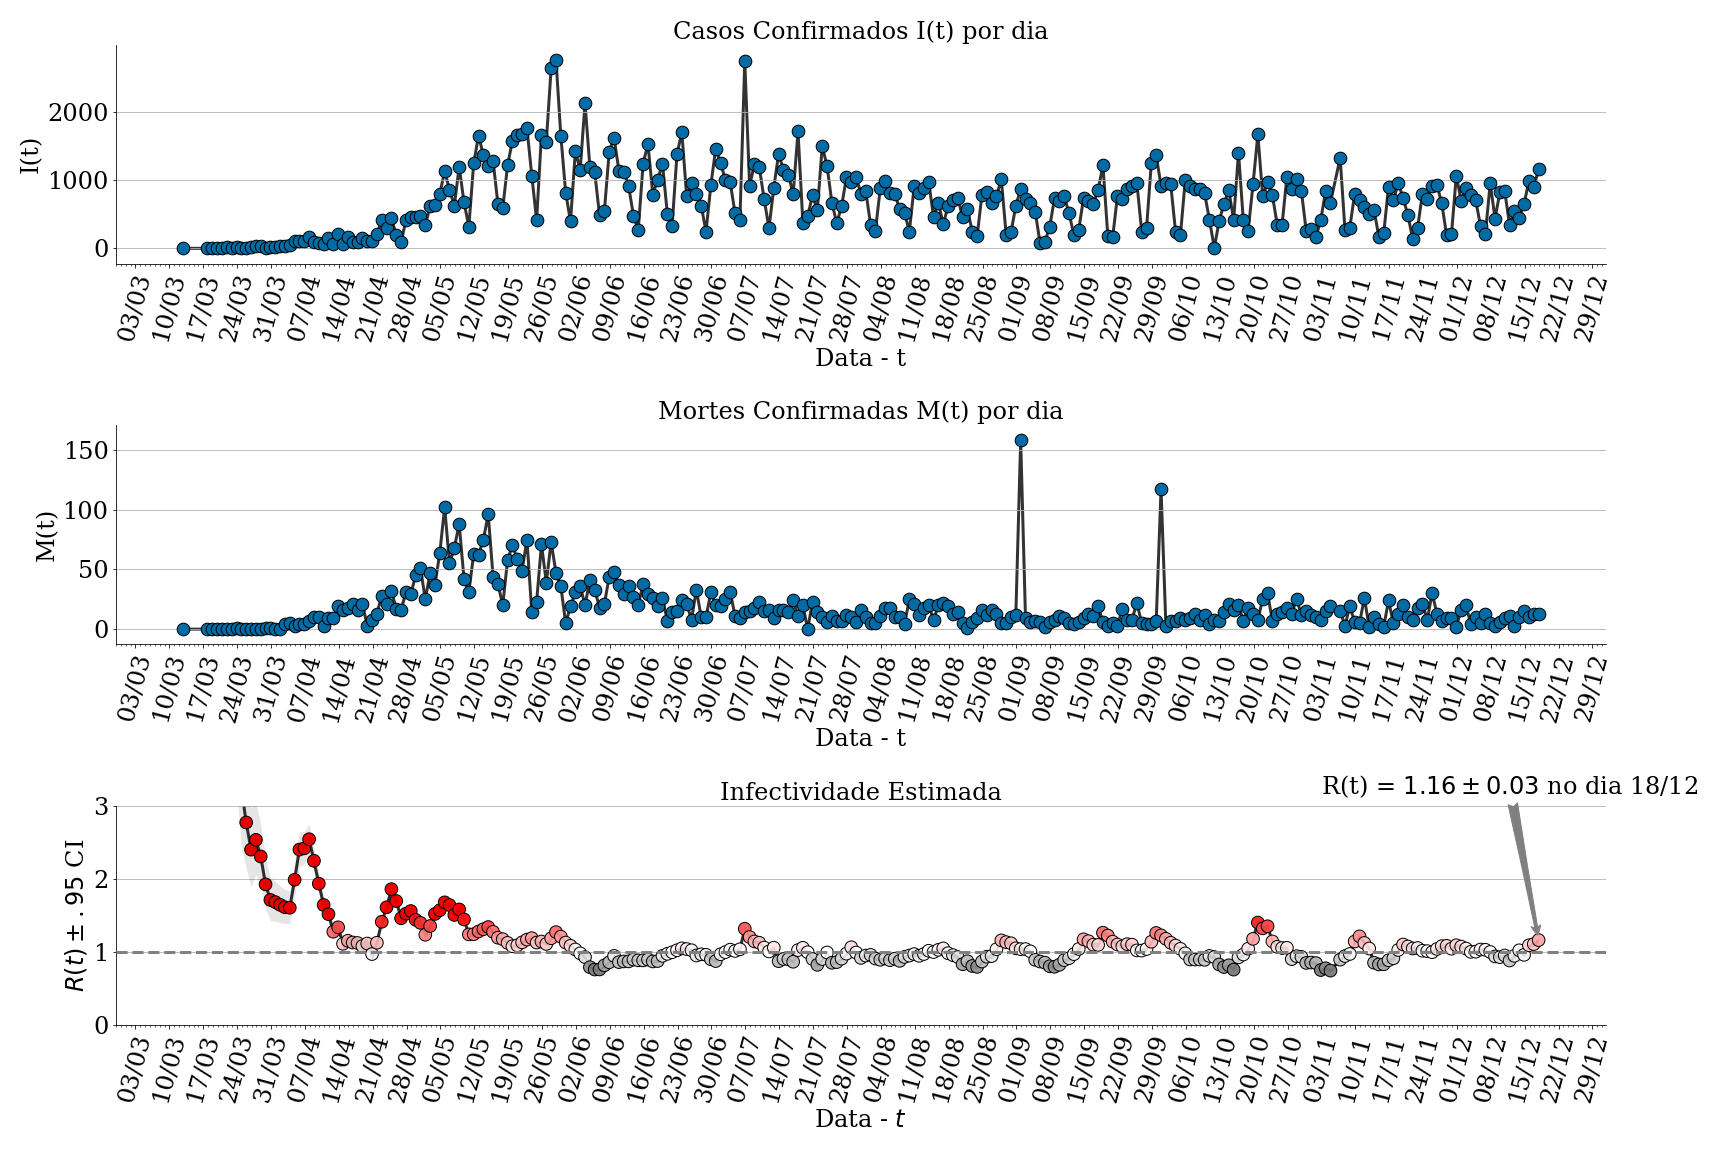 Casos Confirmados I(t) por dia
I(t)
2000
1000
0
03/03 10/03 17/03 24/03 31/03 07/04 14/04 21/04 28/04 05/05 12/05 19/05 26/05 02/06 09/06 16/06 23/06 30/06 07/07 14/07 21/07 28/07 04/08 11/08 18/08 25/08 01/09 08/09 15/09 22/09 29/09 06/10 13/10 20/10 27/10 03/11 10/11 17/11 24/11 01/12 08/12 15/12 22/12 29/12
Data - t
Mortes Confirmadas M(t) por dia
M(t)
150
100
50
0
03/03 10/03 17/03 24/03 31/03 07/04 14/04 21/04 28/04 05/05 12/05 19/05 26/05 02/06 09/06 16/06 23/06 30/06 07/07 14/07 21/07 28/07 04/08 11/08 18/08 25/08 01/09 08/09 15/09 22/09 29/09 06/10 13/10 20/10 27/10 03/11 10/11 17/11 24/11 01/12 08/12 15/12 22/12 29/12
Data - t
R(t) = 1.16 ± 0.03 no dia 18/12
Infectividade Estimada
R(t) ± .95 CI
3
2
1
0
03/03 10/03 17/03 24/03 31/03 07/04 14/04 21/04 28/04 05/05 12/05 19/05 26/05 02/06 09/06 16/06 23/06 30/06 07/07 14/07 21/07 28/07 04/08 11/08 18/08 25/08 01/09 08/09 15/09 22/09 29/09 06/10 13/10 20/10 27/10 03/11 10/11 17/11 24/11 01/12 08/12 15/12 22/12 29/12
Data - t